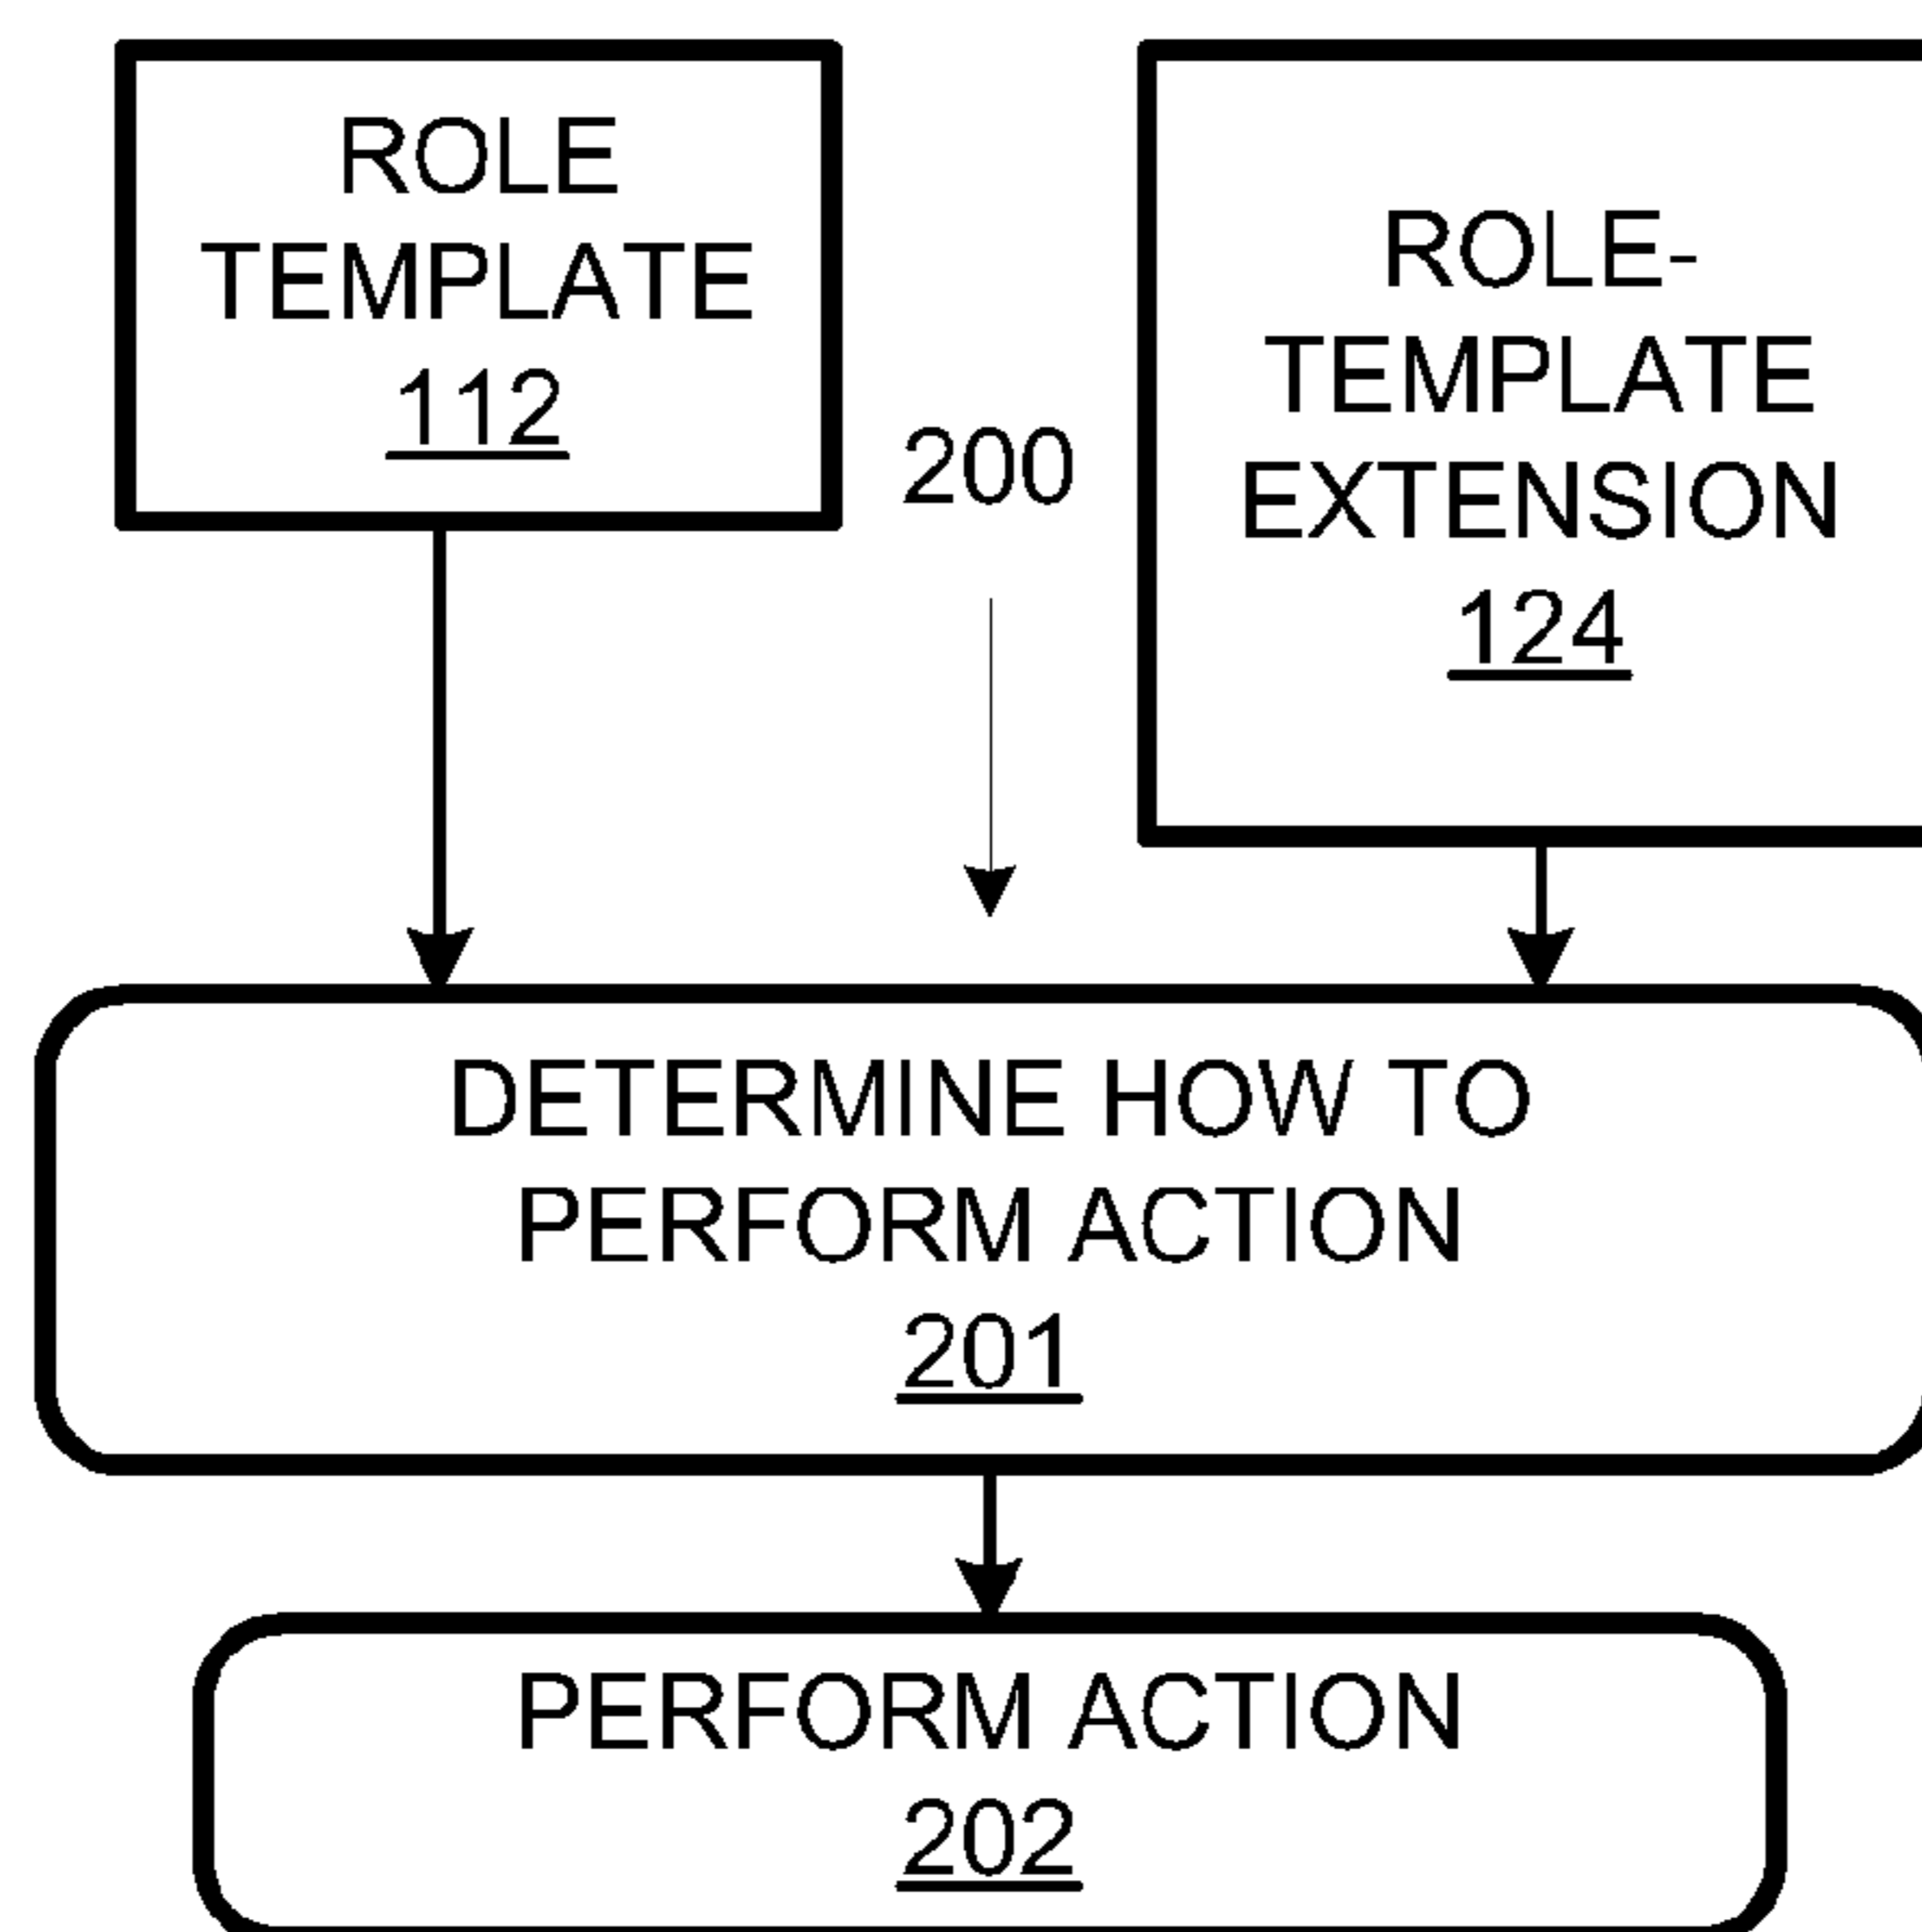 ROLE
TEMPLATE
112
200
ROLE-
TEMPLATE
EXTENSION
124
DETERMINE HOW TO
PERFORM ACTION
201
PERFORM ACTION
202